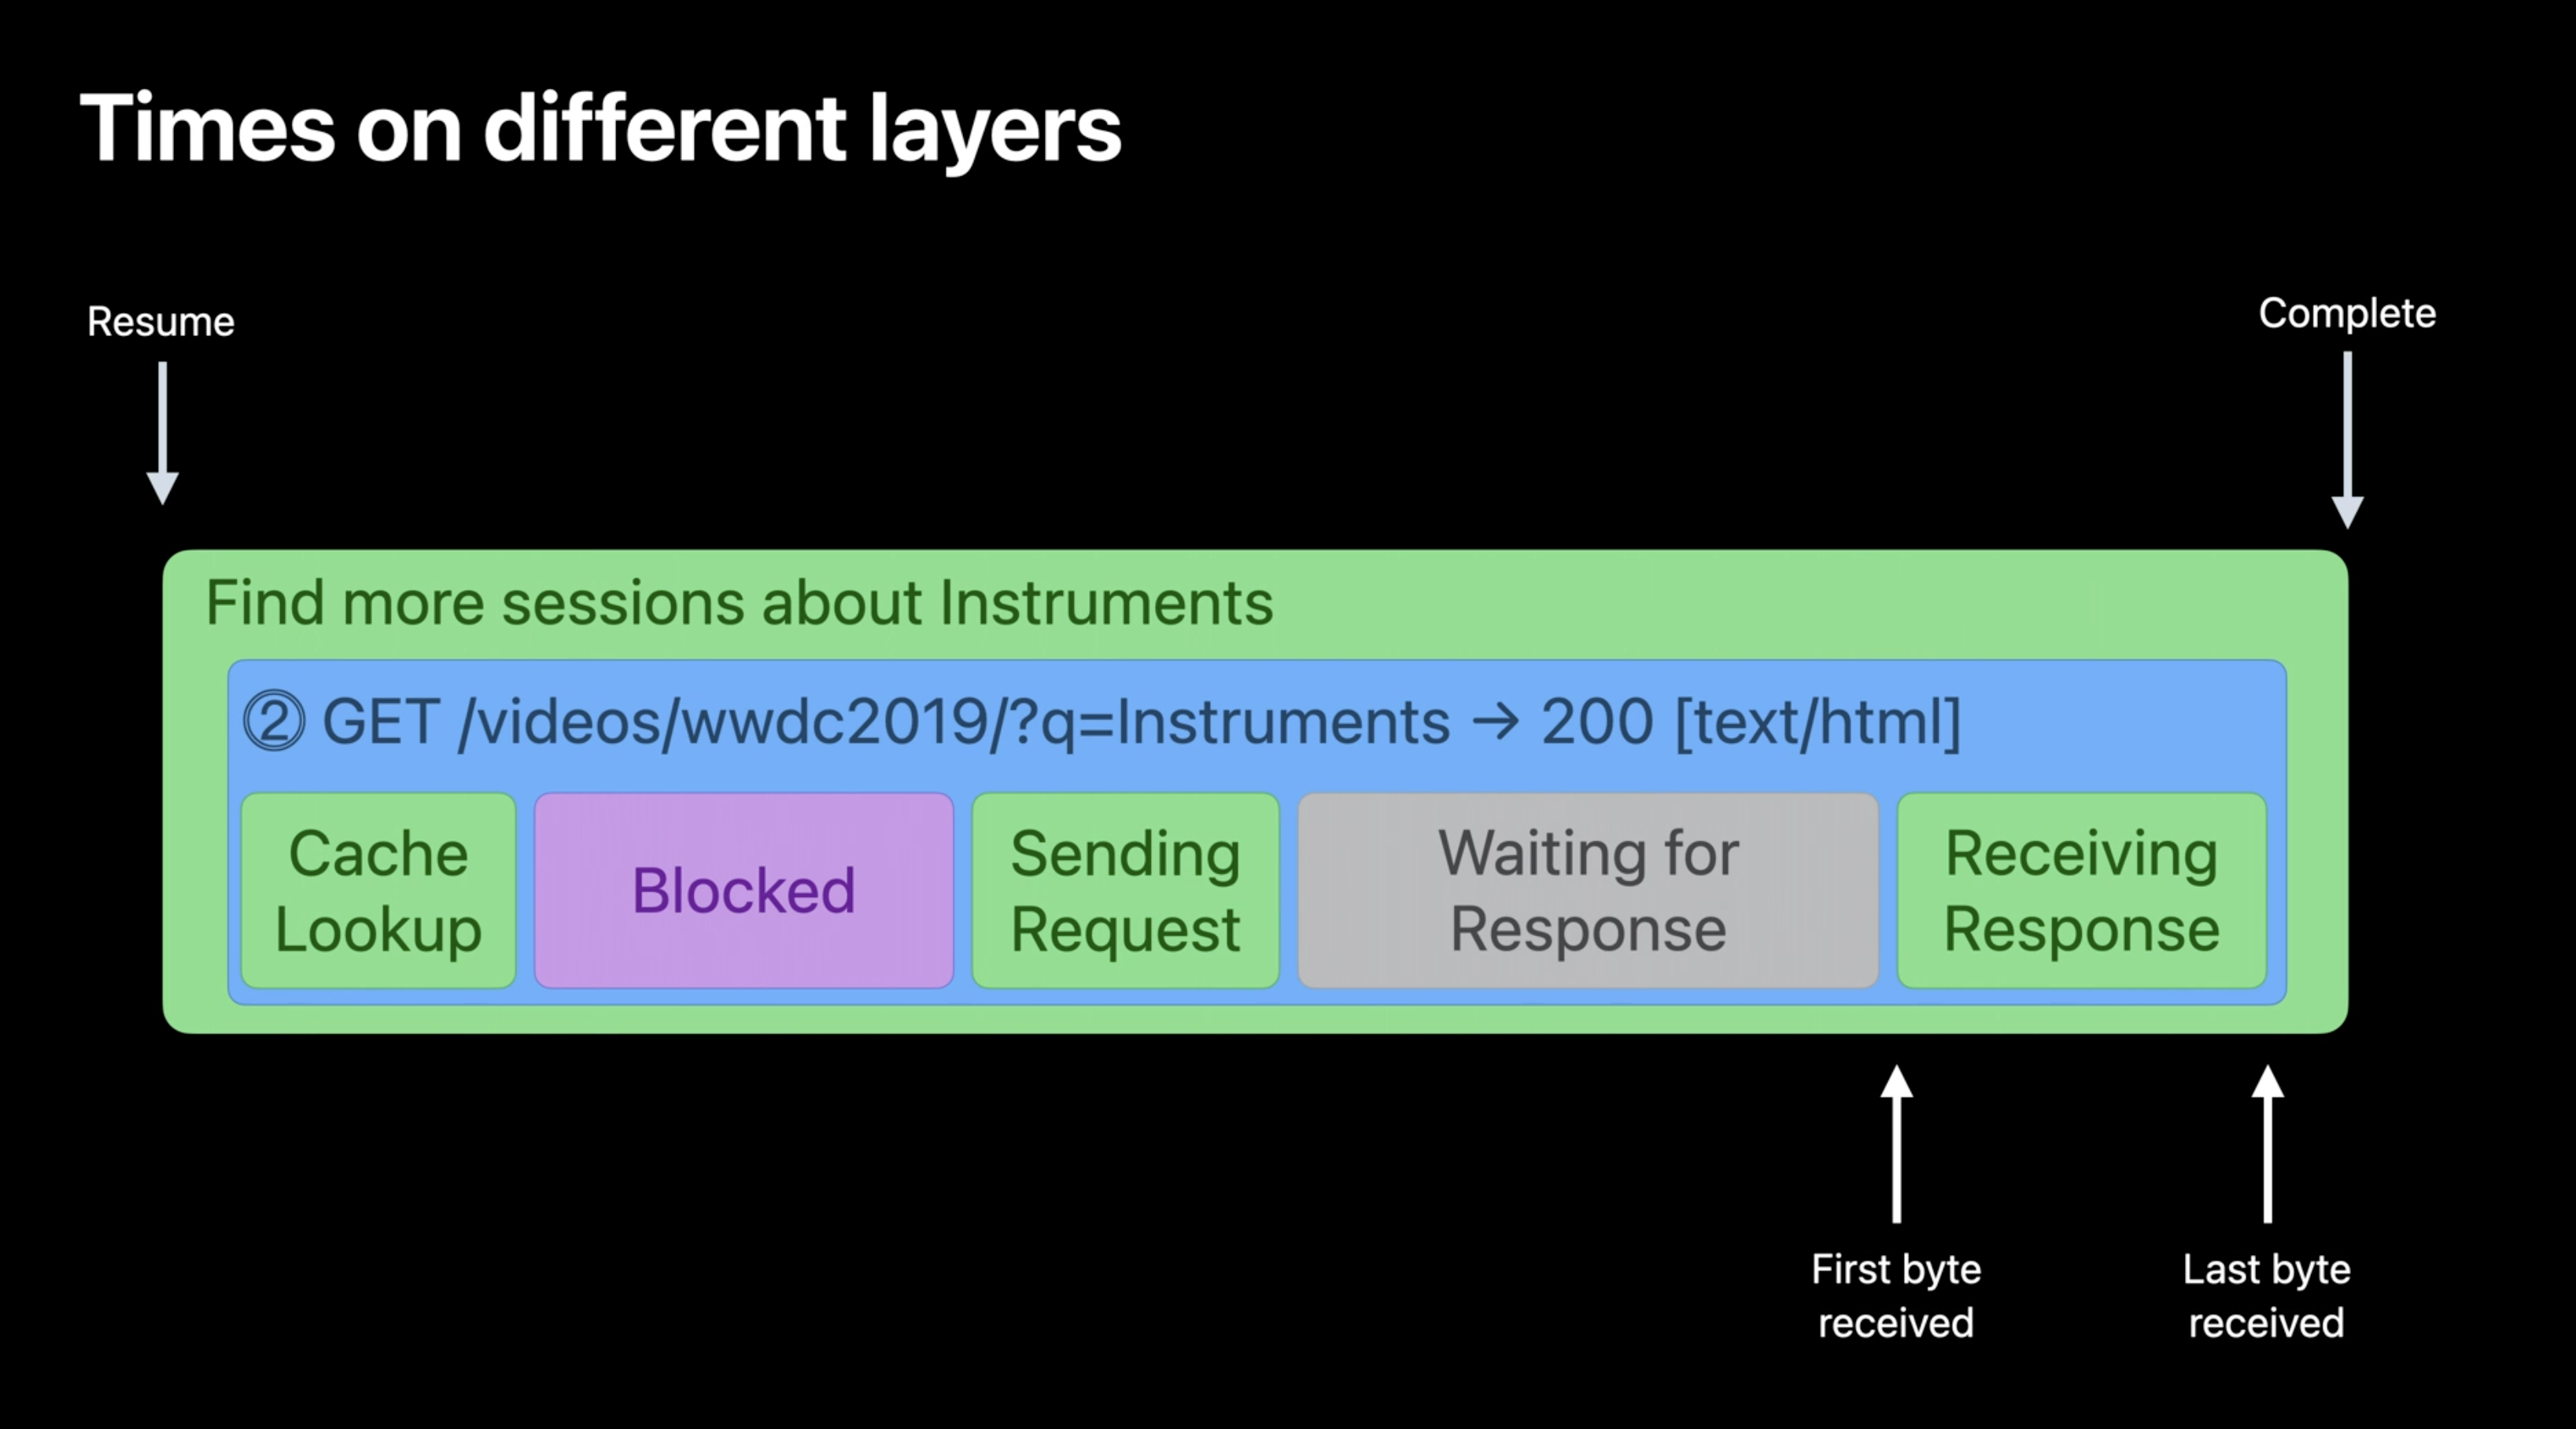 Times on different layers
Resume
Complete
Find more sessions about Instruments
② GET /videos/wwdc2019/?q=Instruments → 200 [text/html]
Cache
Lookup
Blocked
Sending
Request
Waiting for
Response
Receiving
Response
First byte
received
Last byte
received